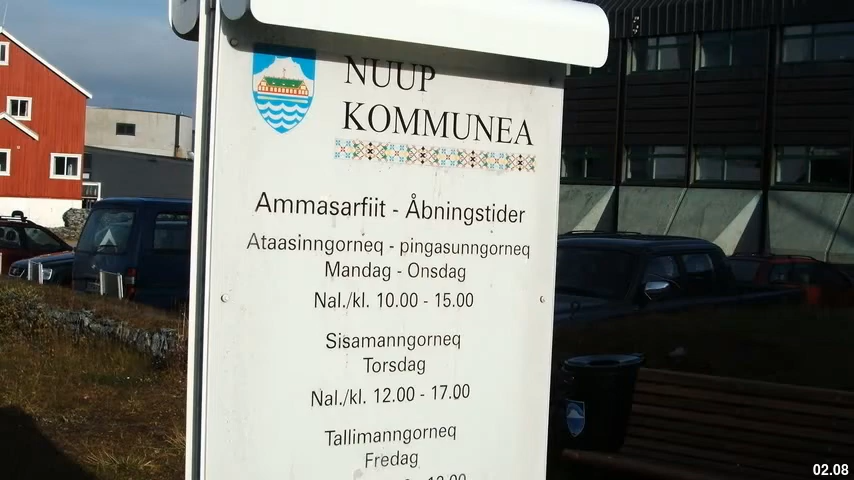 NUUP
KOMMUNEA
Ammasarfiit - Åbningstider
Ataasinngorneq - pingasunngorneq
Mandag - Onsdag
Nal./kl. 10.00 - 15.00
Sisamanngorneq
Torsdag
Nal./kl. 12.00 - 17.00
Tallimanngorneq
Fredag
02.08